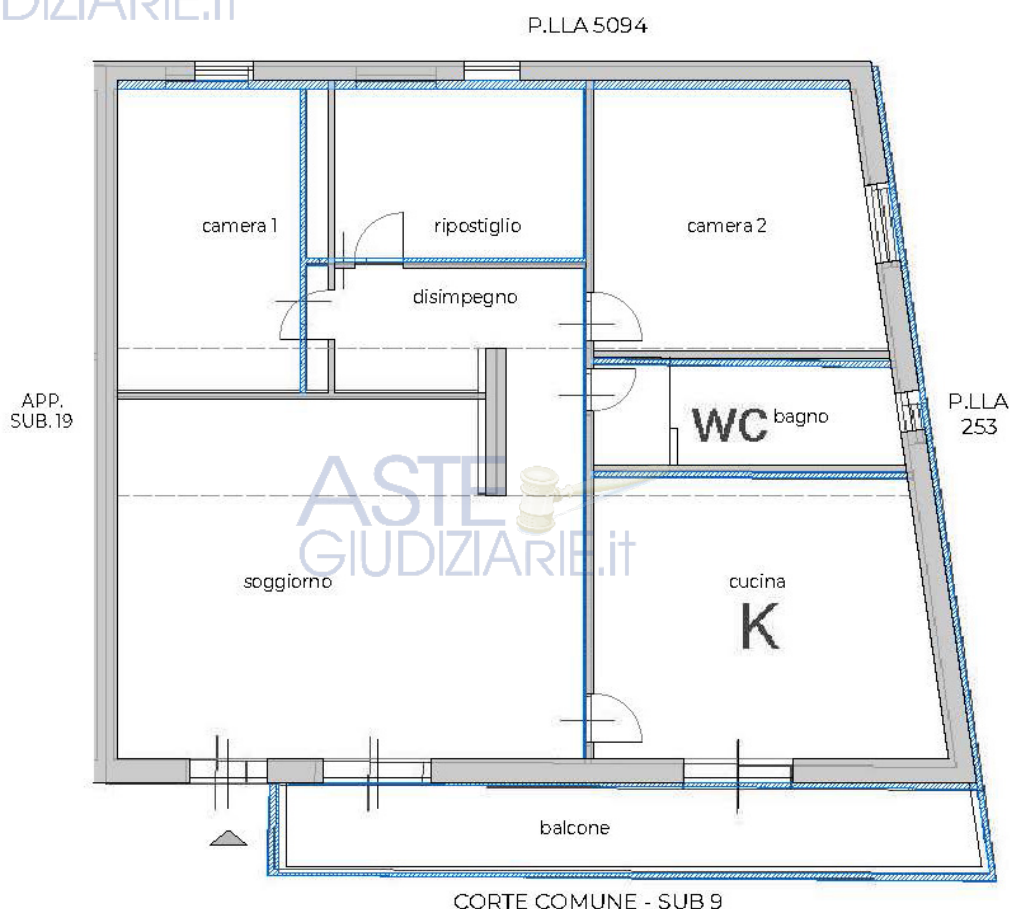 DIZIARIE.it
P.LLA 5094
camera 1
ripostiglio
camera 2
disimpegno
APP.
SUB. 19
WC
bagno
P.LLA
253
ASTE
GIUDIZIARIE.it
soggiorno
cucina
K
balcone
CORTE COMUNE - SUB 9